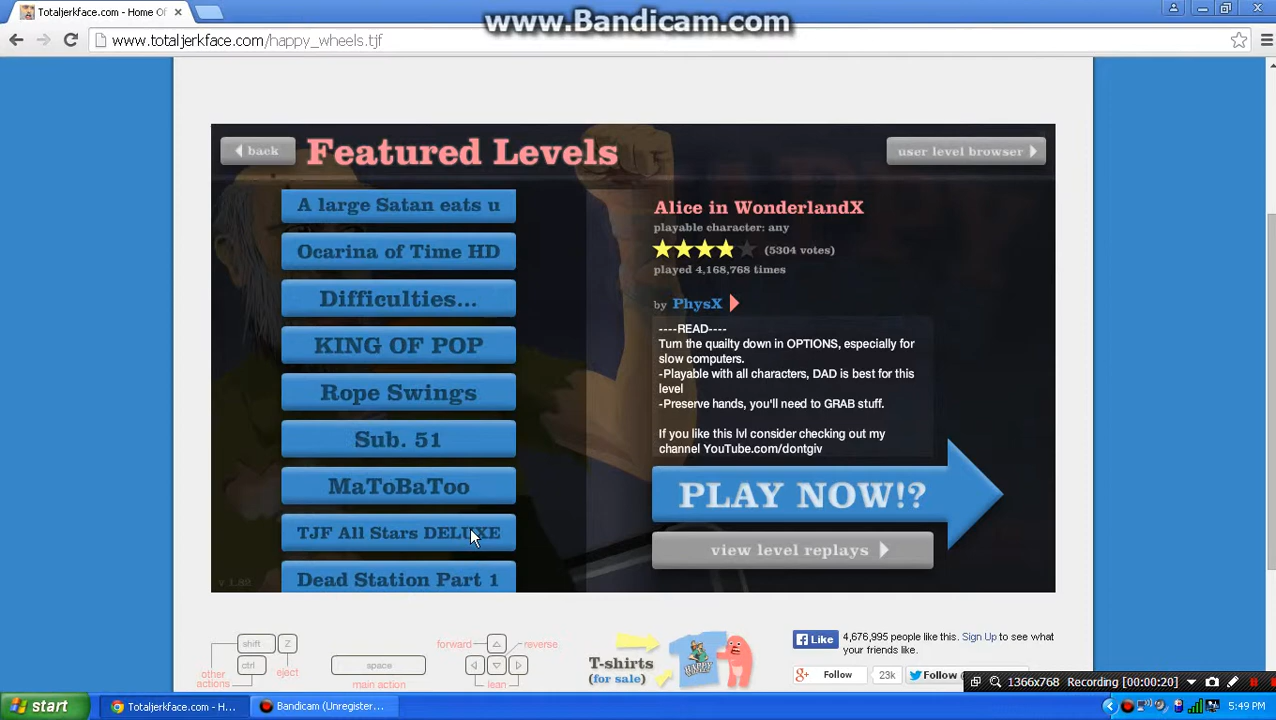 www.Bandicam.com
Totaljerkface.com - Home Of
www.totaljerkface.com/happy_wheels.tjf
back
Featured Levels
user level browser
A large Satan eats u
Ocarina of Time HD
Difficulties...
KING OF POP
Rope Swings
Sub. 51
MaToBaToo
TJF All Stars DELUXE
Dead Station Part 1
v 1.82
Alice in WonderlandX
playable character: any
(5304 votes)
played 4,168,768 times
by PhysX
----READ----
Turn the quailty down in OPTIONS, especially for
slow computers.
-Playable with all characters, DAD is best for this
level
-Preserve hands, you'll need to GRAB stuff.
If you like this lvl consider checking out my
channel YouTube.com/dontgiv
PLAY NOW!?
view level replays
shift
Z
ctrl
other
actions
eject
space
main action
forward
reverse
lean
T-shirts
(for sale)
Like
4,676,995 people like this. Sign Up to see what
your friends like.
Follow
23k
Follow
1366x768 Recording [00:00:20]
start
Totaljerkface.com - H...
Bandicam (Unregister...
5:49 PM